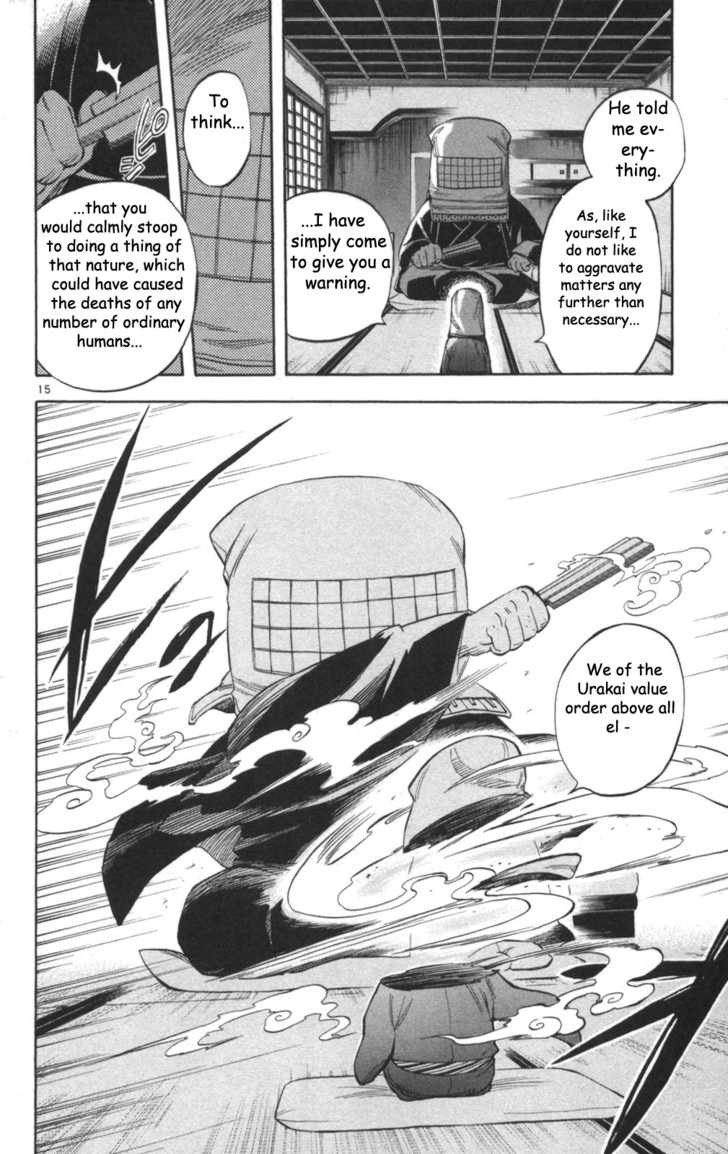 He told
me ev-
ery-
thing.
As, like
yourself, I
do not like
to aggravate
matters any
further than
necessary...
...I have
simply come
to give you a
warning.
To
think...
...that you
would calmly stoop
to doing a thing of
that nature, which
could have caused
the deaths of any
number of ordinary
humans...
15
We of the
Urakai value
order above all
el -